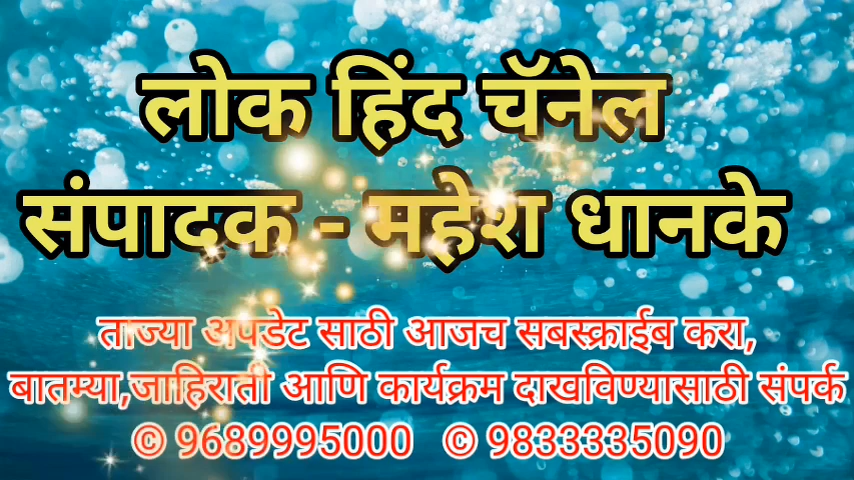 लोक हिंद चॅनेल
संपादक - महेश धानके
ताज्या अपडेट साठी आजच सबस्क्राईब करा,
बातम्या,जाहिराती आणि कार्यक्रम दाखविण्यासाठी संपर्क
© 9689995000 © 9833335090